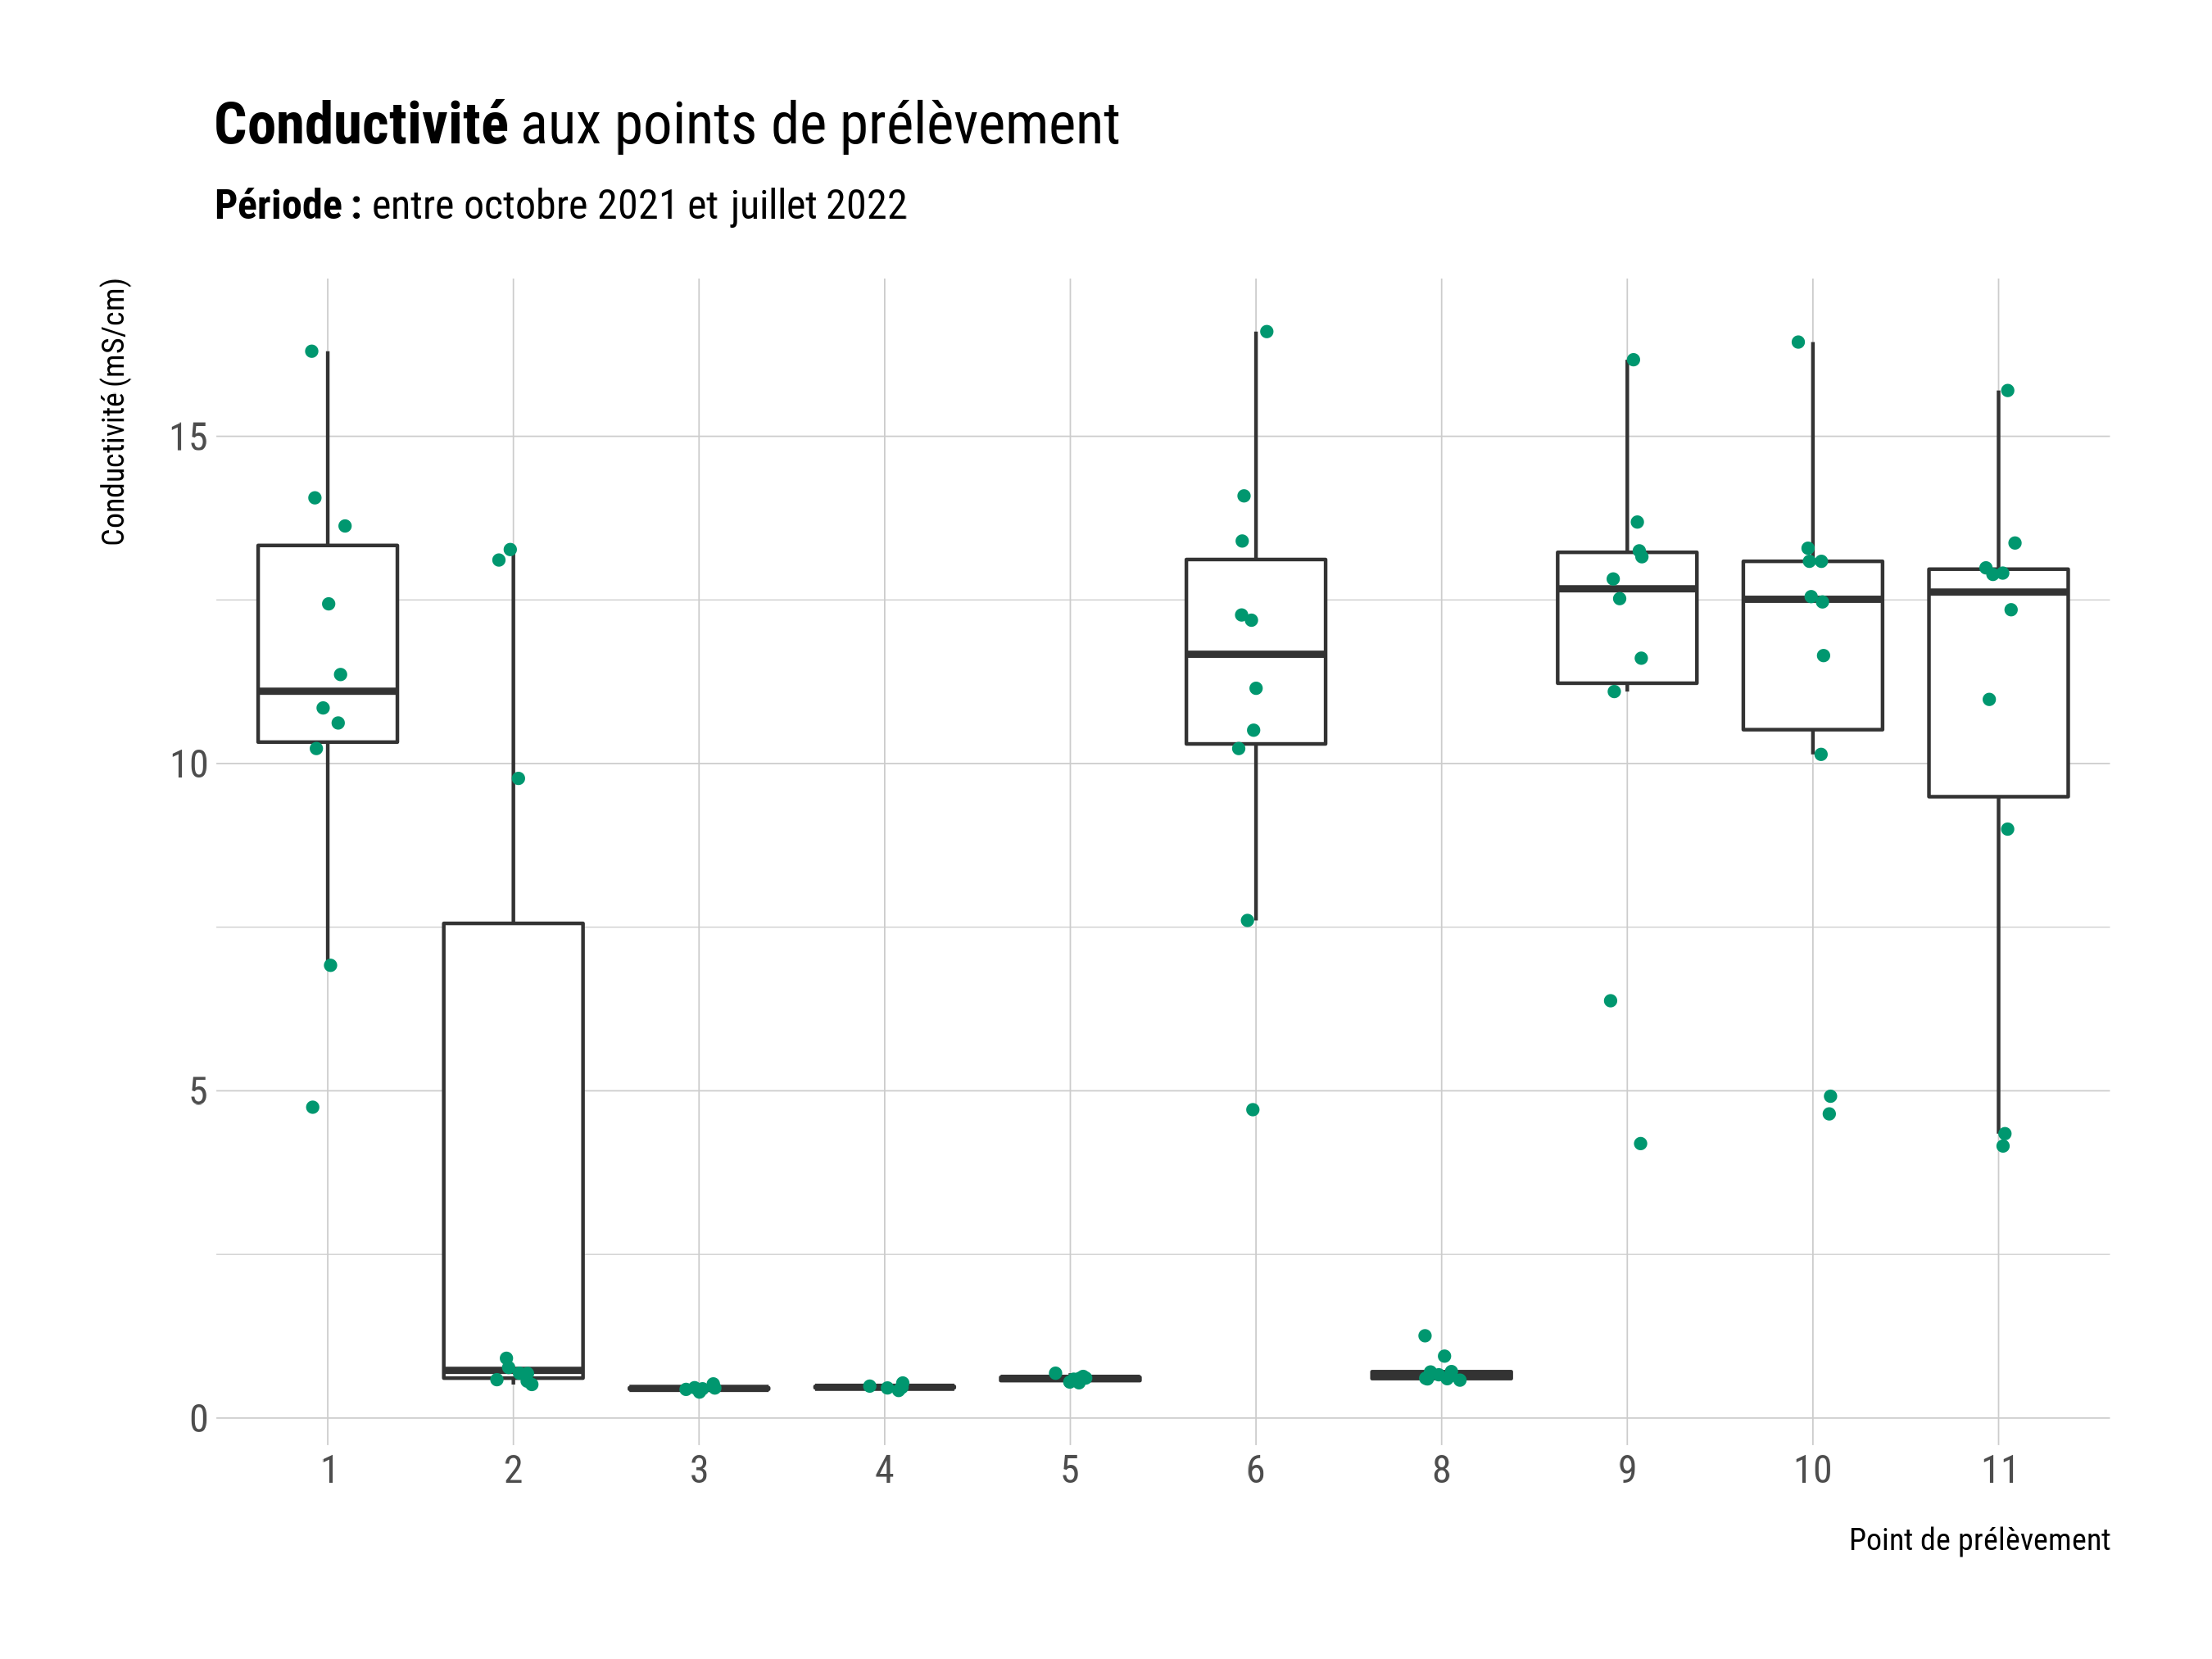 Conductivité aux points de prélèvement
Période : entre octobre 2021 et juillet 2022
Conductivité (mS/cm)
15
10
5
0
1 2 3 4 5 6 8 9 10 11
Point de prélèvement